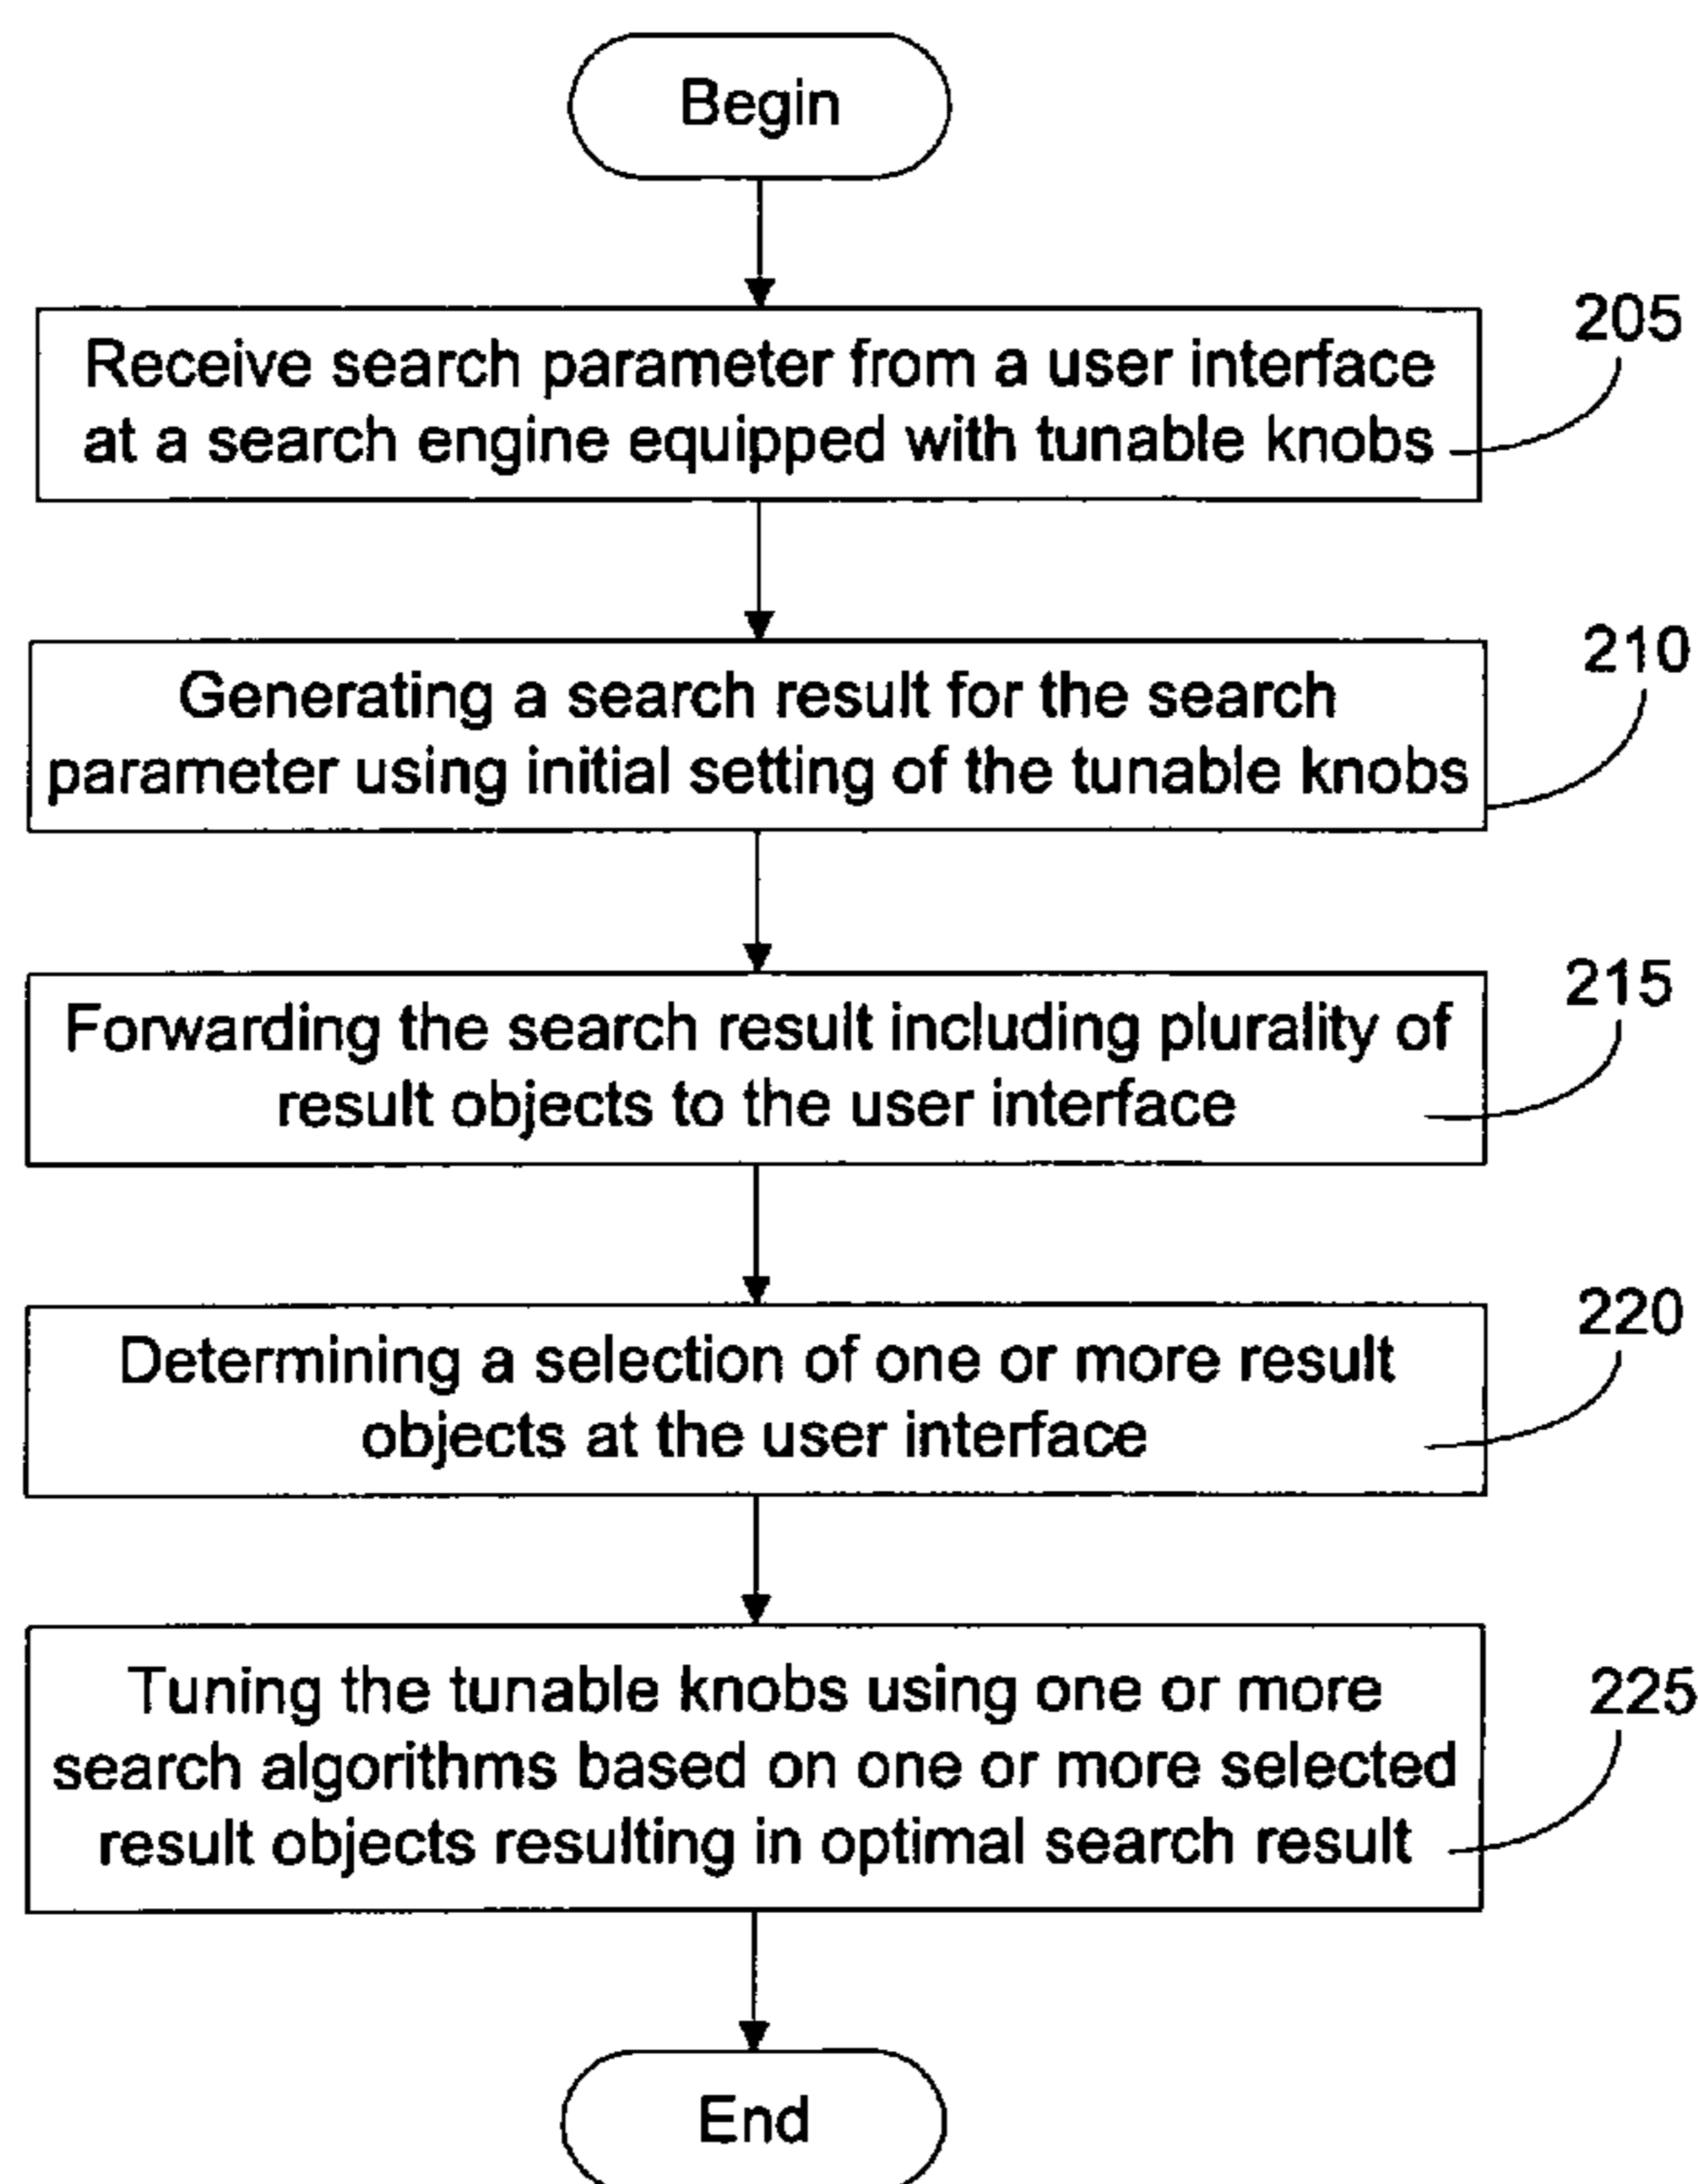 Begin
205
Receive search parameter from a user interface
at a search engine equipped with tunable knobs
210
Generating a search result for the search
parameter using initial setting of the tunable knobs
215
Forwarding the search result including plurality of
result objects to the user interface
220
Determining a selection of one or more result
objects at the user interface
225
Tuning the tunable knobs using one or more
search algorithms based on one or more selected
result objects resulting in optimal search result
End